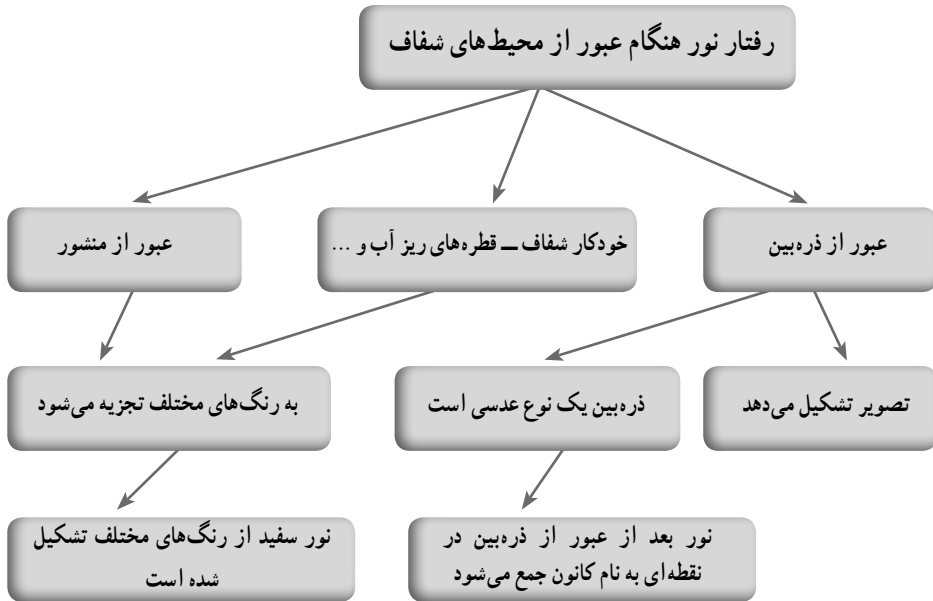 رفتار نور هنگام عبور از محیط‌های شفاف
عبور از ذره‌بین
خودکار شفاف ــ قطره‌های ریز آب و ...
عبور از منشور
تصویر تشکیل می‌دهد
ذره‌بین یک نوع عدسی است
به رنگ‌های مختلف تجزیه می‌شود
نور بعد از عبور از ذره‌بین در
نقطه‌ای به نام کانون جمع می‌شود
نور سفید از رنگ‌های مختلف تشکیل
شده است